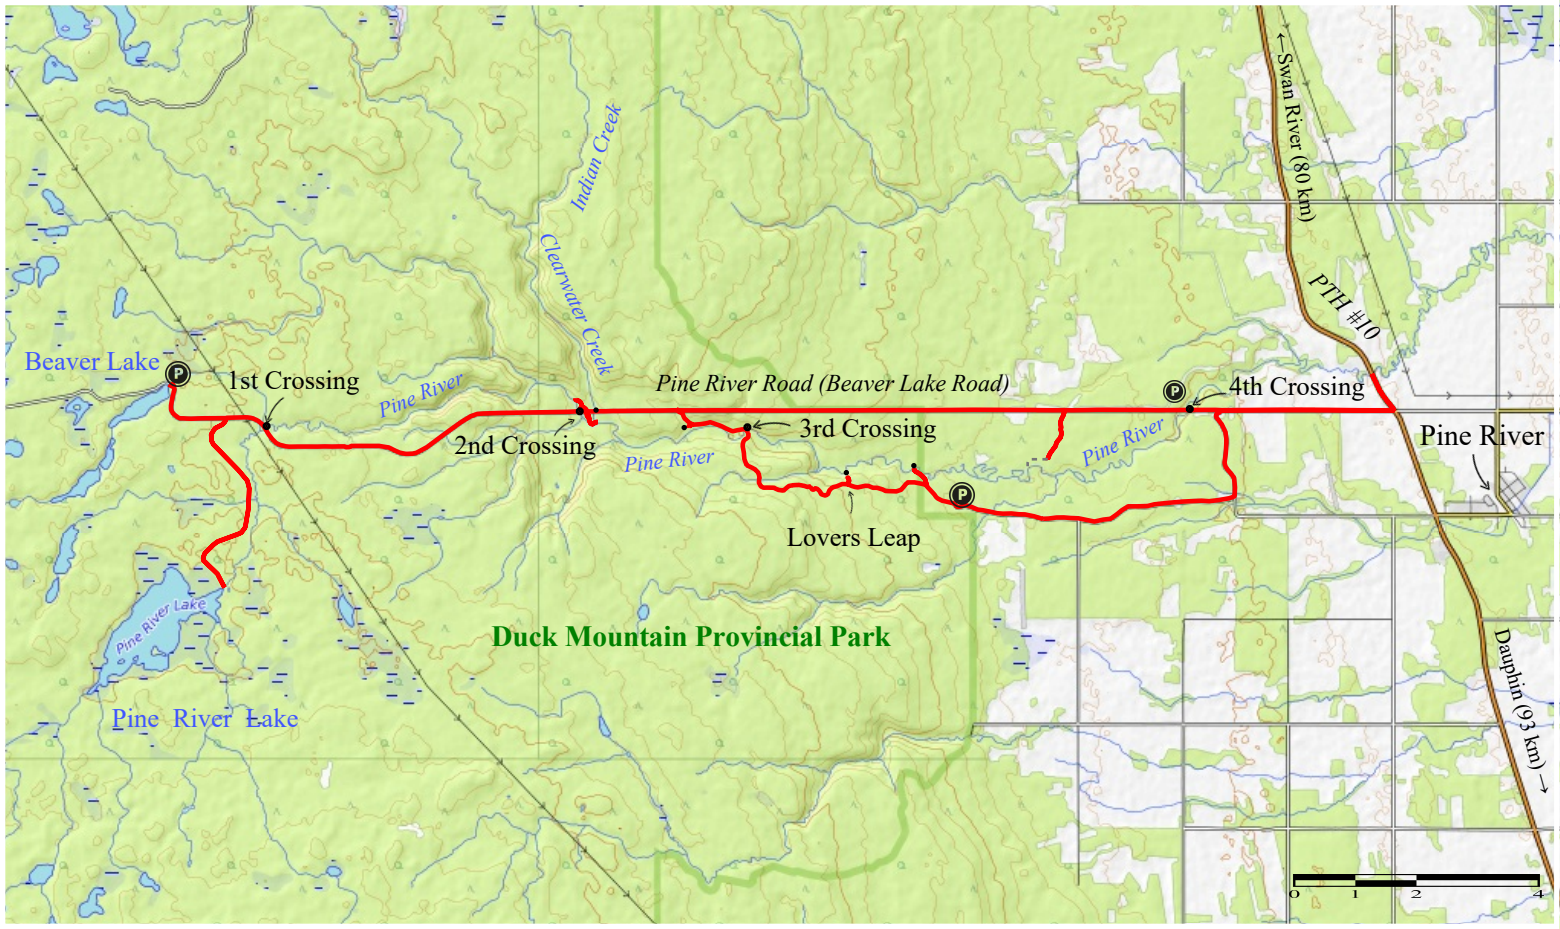 ←Swan River (80 km)
Indian Creek
Clearwater Creek
PTH #10
Beaver Lake
P
1st Crossing
Pine River
Pine River Road (Beaver Lake Road)
P
4th Crossing
2nd Crossing
3rd Crossing
Pine River
Pine River
Pine River
P
Lovers Leap
Pine River Lake
Duck Mountain Provincial Park
Dauphin (93 km)→
Pine River Lake
0 1 2 4